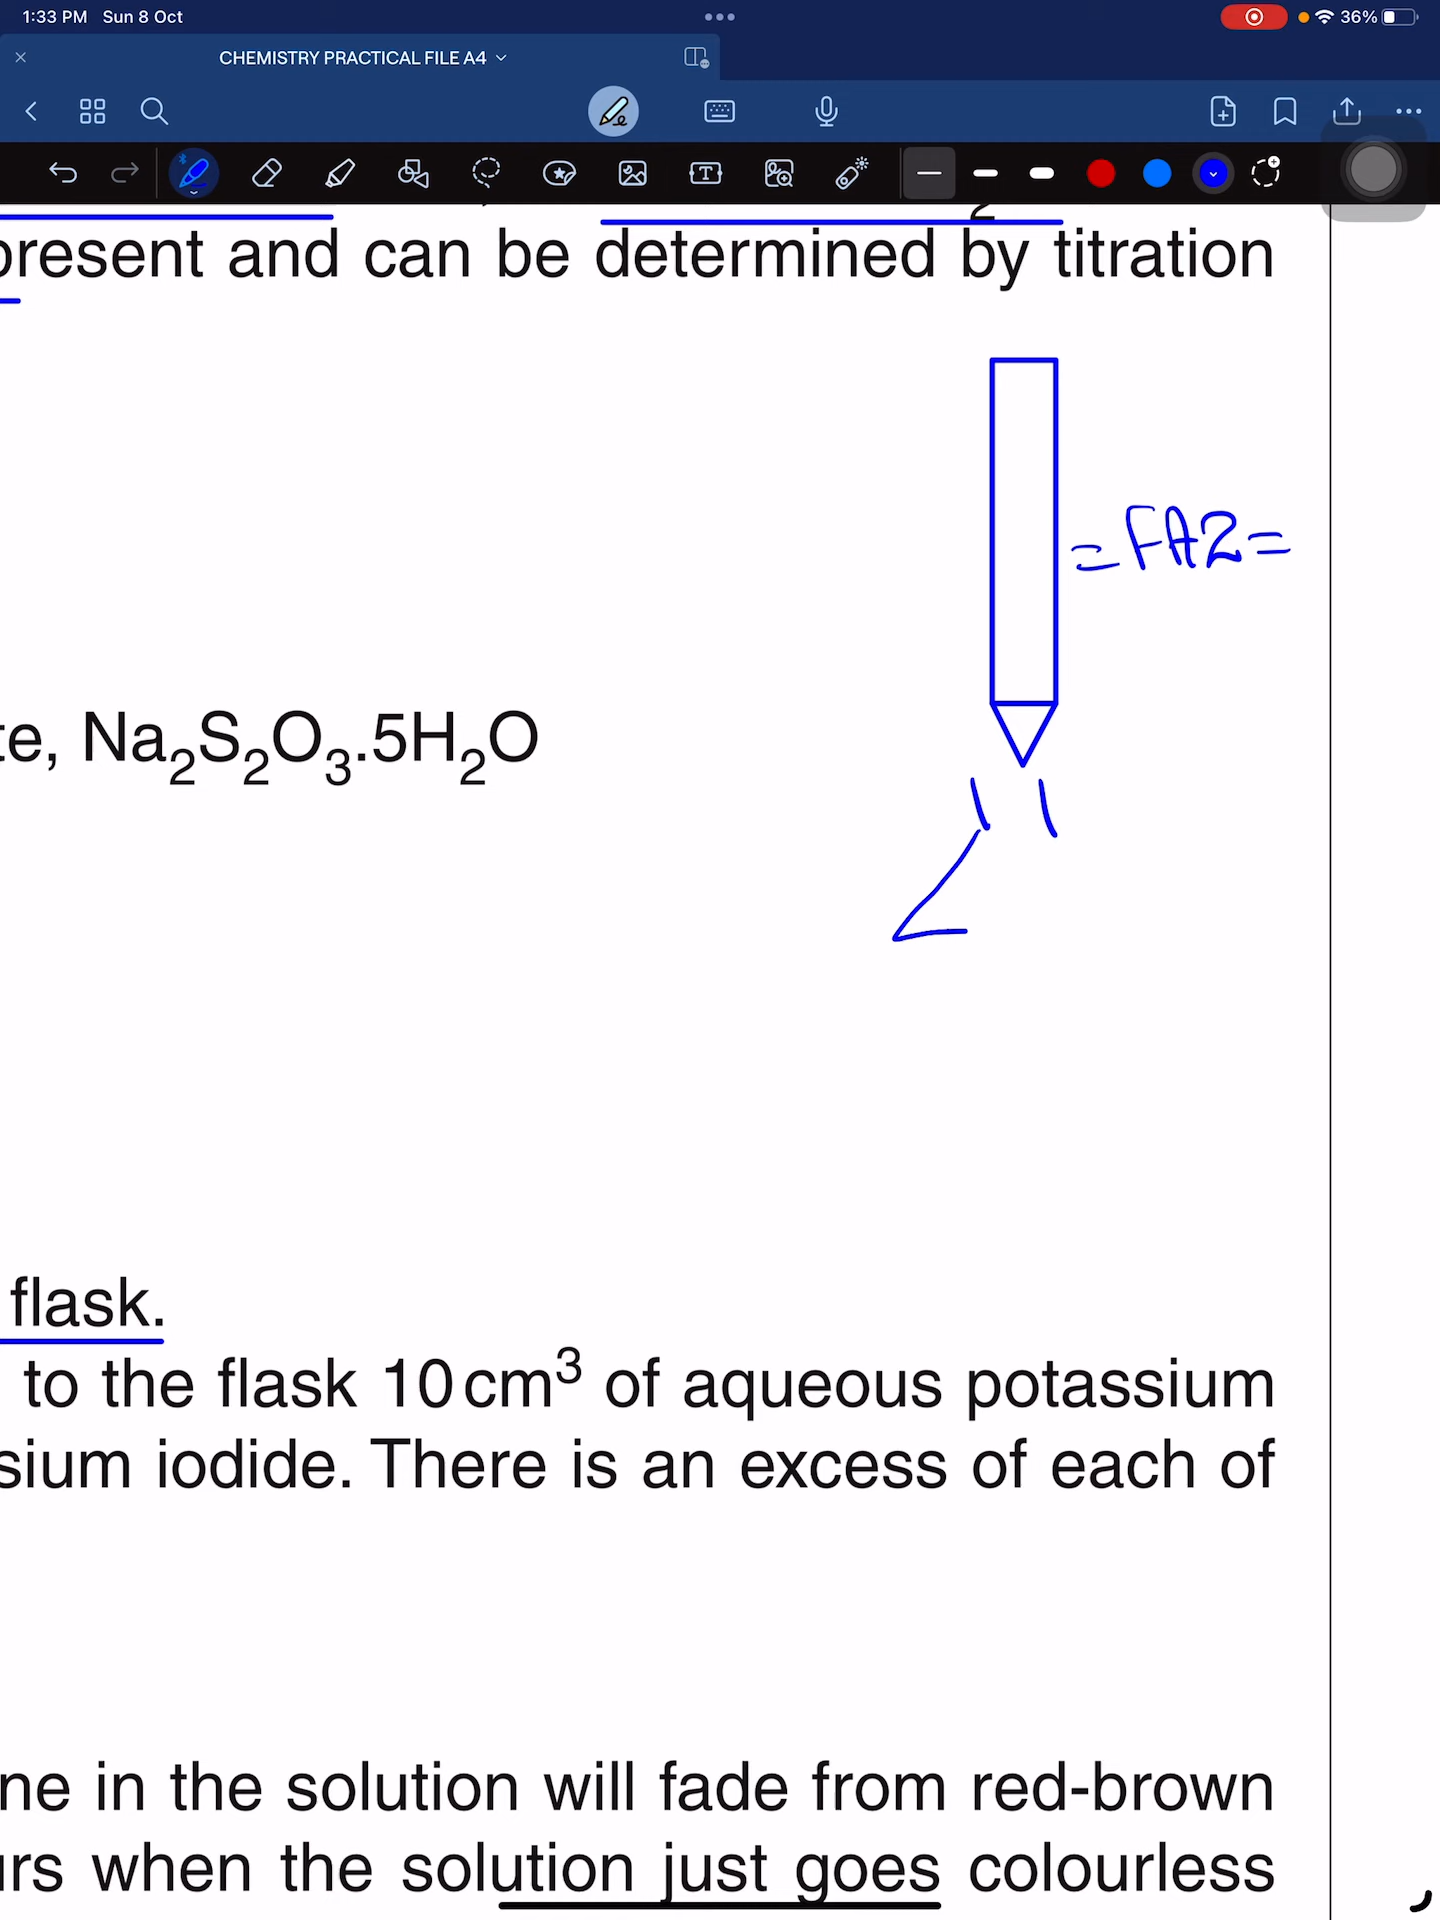 1:33 PM Sun 8 Oct 36%
CHEMISTRY PRACTICAL FILE A4
present and can be determined by titration
= FA2 =
te, Na₂S₂O₃.5H₂O
flask.
to the flask 10 cm³ of aqueous potassium
sium iodide. There is an excess of each of
ne in the solution will fade from red-brown
urs when the solution just goes colourless